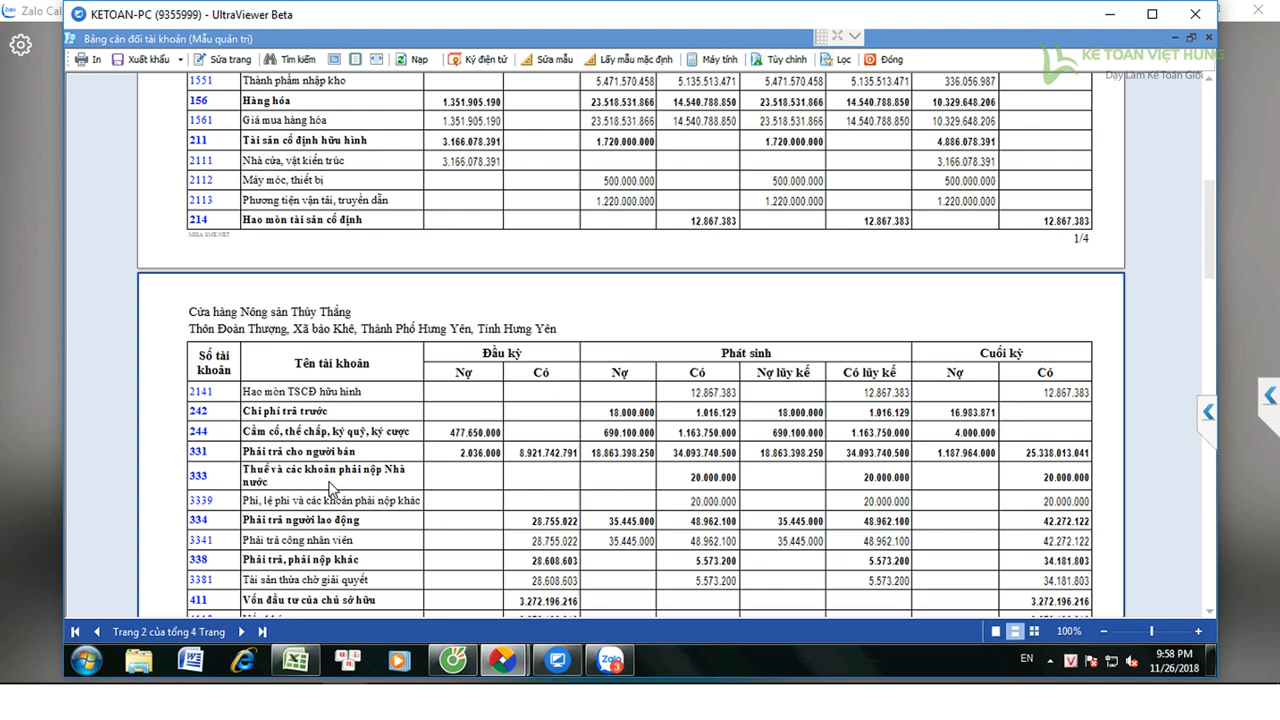 Zalo Cal
KETOAN-PC (9355999) - UltraViewer Beta
Bảng cân đối tài khoản (Mẫu quản trị)
In Xuất khẩu Sửa trang Tìm kiếm Nạp Ký điện tử Sửa mẫu Lấy mẫu mặc định Máy tính Tùy chỉnh Lọc Đóng
KẾ TOÁN VIỆT HƯNG
Dạy Làm Kế Toán Giỏi
1551 Thành phẩm nhập kho 5.471.570.458 5.135.513.471 5.471.570.458 5.135.513.471 336.056.987
156 Hàng hóa 1.351.905.190 23.518.531.866 14.540.788.850 23.518.531.866 14.540.788.850 10.329.648.206
1561 Giá mua hàng hóa 1.351.905.190 23.518.531.866 14.540.788.850 23.518.531.866 14.540.788.850 10.329.648.206
211 Tài sản cố định hữu hình 3.166.078.391 1.720.000.000 1.720.000.000 4.886.078.391
2111 Nhà cửa, vật kiến trúc 3.166.078.391 3.166.078.391
2112 Máy móc, thiết bị 500.000.000 500.000.000 500.000.000
2113 Phương tiện vận tải, truyền dẫn 1.220.000.000 1.220.000.000 1.220.000.000
214 Hao mòn tài sản cố định 12.867.383 12.867.383 12.867.383
MISA SME.NET 1/4
Cửa hàng Nông sản Thủy Thắng
Thôn Đoàn Thượng, Xã bảo Khê, Thành Phố Hưng Yên, Tỉnh Hưng Yên
Số tài khoản Tên tài khoản Đầu kỳ Phát sinh Cuối kỳ
Nợ Có Nợ Có Nợ lũy kế Có lũy kế Nợ Có
2141 Hao mòn TSCĐ hữu hình 12.867.383 12.867.383 12.867.383
242 Chi phí trả trước 18.000.000 1.016.129 18.000.000 1.016.129 16.983.871
244 Cầm cố, thế chấp, ký quỹ, ký cược 477.650.000 690.100.000 1.163.750.000 690.100.000 1.163.750.000 4.000.000
331 Phải trả cho người bán 2.036.000 8.921.742.791 18.863.398.250 34.093.740.500 18.863.398.250 34.093.740.500 1.187.964.000 25.338.013.041
333 Thuế và các khoản phải nộp Nhà nước 20.000.000 20.000.000 20.000.000
3339 Phí, lệ phí và các khoản phải nộp khác 20.000.000 20.000.000 20.000.000
334 Phải trả người lao động 28.755.022 35.445.000 48.962.100 35.445.000 48.962.100 42.272.122
3341 Phải trả công nhân viên 28.755.022 35.445.000 48.962.100 35.445.000 48.962.100 42.272.122
338 Phải trả, phải nộp khác 28.608.603 5.573.200 5.573.200 34.181.803
3381 Tài sản thừa chờ giải quyết 28.608.603 5.573.200 5.573.200 34.181.803
411 Vốn đầu tư của chủ sở hữu 3.272.196.216 3.272.196.216
Trang 2 của tổng 4 Trang 100%
EN 9:58 PM
11/26/2018